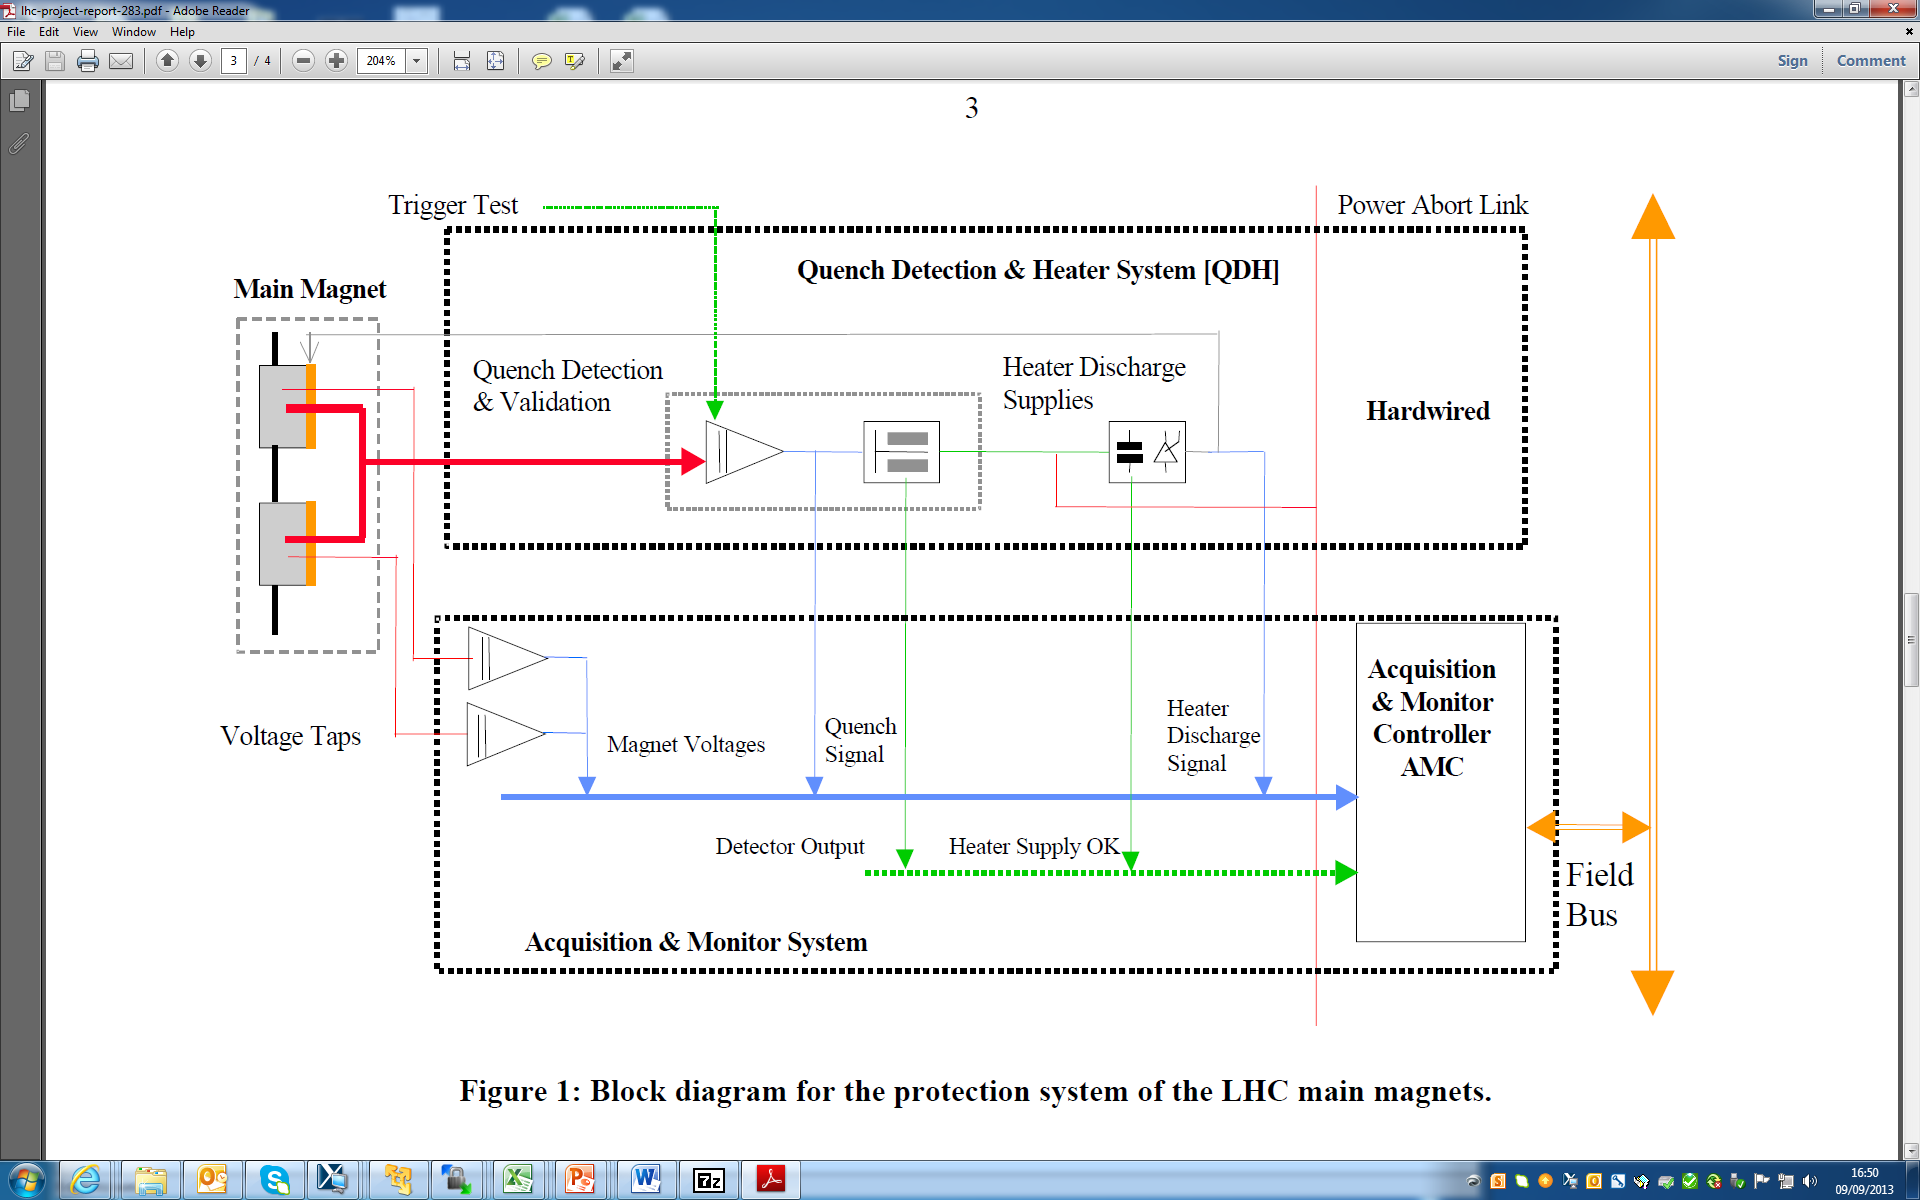 lhc-project-report-283.pdf - Adobe Reader
File Edit View Window Help
3 / 4
204%
Sign
Comment
3
Trigger Test
Power Abort Link
Quench Detection & Heater System [QDH]
Main Magnet
Quench Detection
& Validation
Heater Discharge
Supplies
Hardwired
Acquisition
& Monitor
Controller
AMC
Voltage Taps
Magnet Voltages
Quench
Signal
Heater
Discharge
Signal
Detector Output
Heater Supply OK
Field
Bus
Acquisition & Monitor System
Figure 1: Block diagram for the protection system of the LHC main magnets.
16:50
09/09/2013